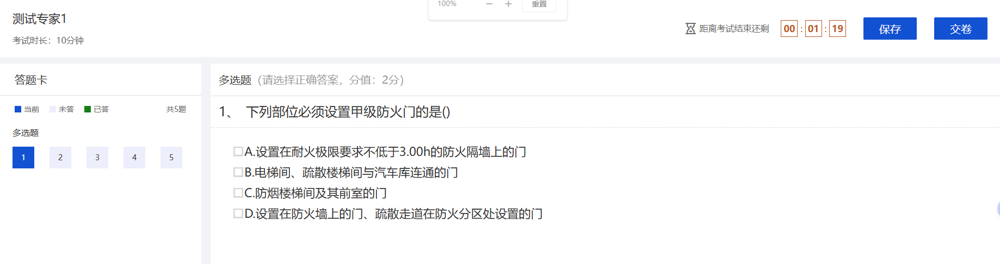 100% － ＋ 重置
测试专家1
考试时长：10分钟
距离考试结束还剩 00 : 01 : 19 保存 交卷
答题卡
当前 未答 已答 共5题
多选题
1 2 3 4 5
多选题（请选择正确答案，分值：2分）
1、 下列部位必须设置甲级防火门的是()
A.设置在耐火极限要求不低于3.00h的防火隔墙上的门
B.电梯间、疏散楼梯间与汽车库连通的门
C.防烟楼梯间及其前室的门
D.设置在防火墙上的门、疏散走道在防火分区处设置的门